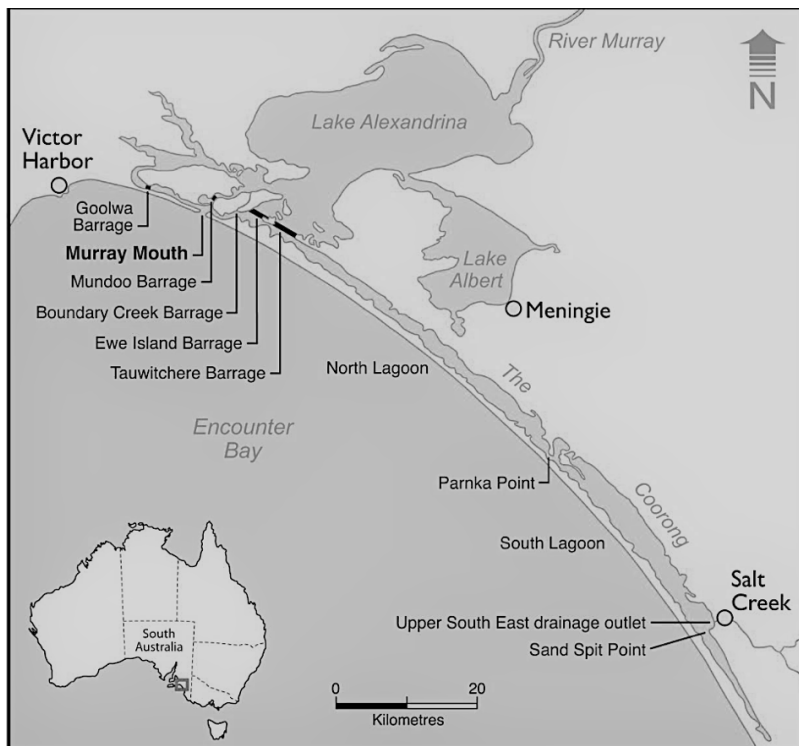 River Murray
N
Lake Alexandrina
Victor
Harbor
Goolwa
Barrage
Murray Mouth
Mundoo Barrage
Boundary Creek Barrage
Ewe Island Barrage
Tauwitchere Barrage
Lake
Albert
Meningie
North Lagoon
The
Encounter
Bay
Parnka Point
Coorong
South Lagoon
Salt
Creek
Upper South East drainage outlet
Sand Spit Point
South
Australia
0 20
Kilometres